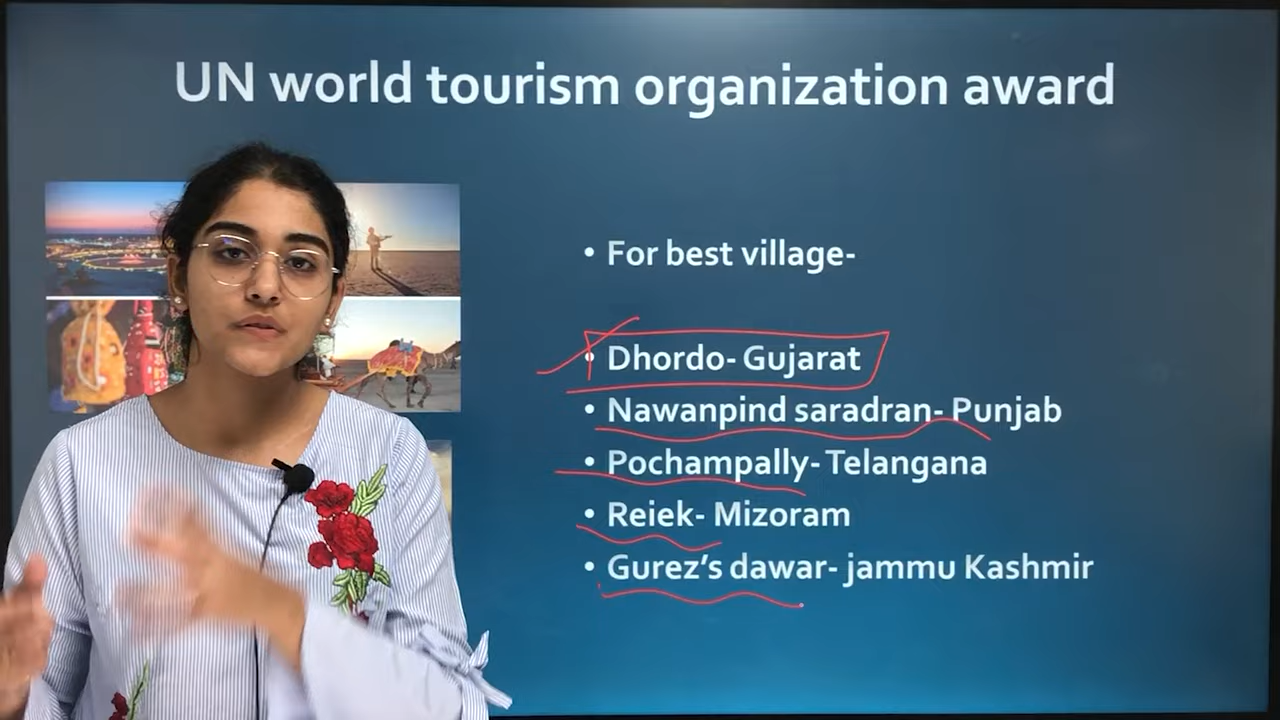 UN world tourism organization award
• For best village-
• Dhordo- Gujarat
• Nawanpind saradran- Punjab
• Pochampally- Telangana
• Reiek- Mizoram
• Gurez’s dawar- jammu Kashmir